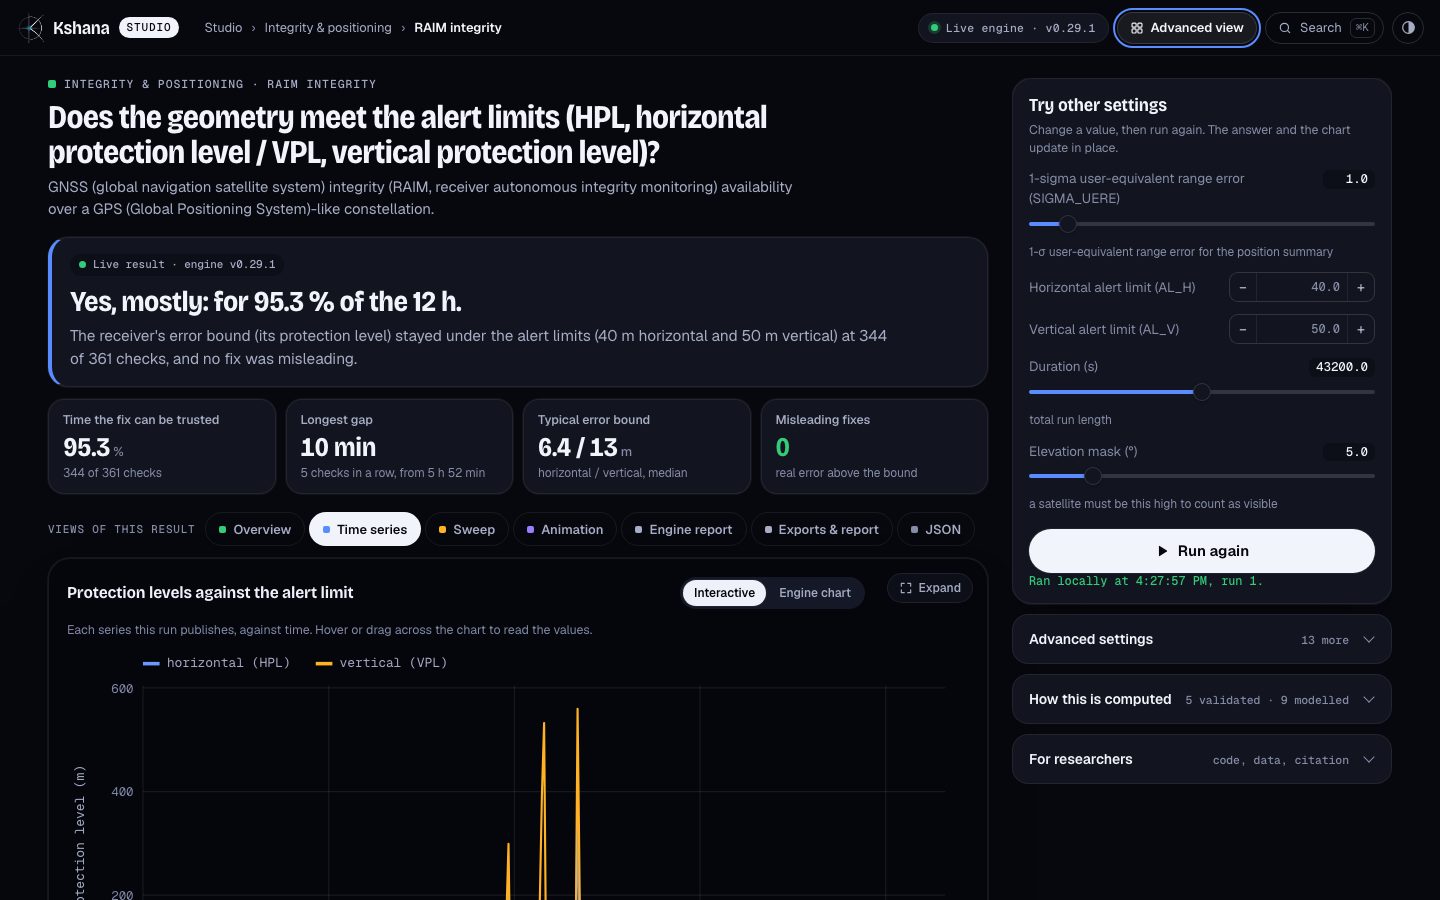 Kshana STUDIO Studio › Integrity & positioning › RAIM integrity Live engine · v0.29.1 Advanced view Search ⌘K
INTEGRITY & POSITIONING · RAIM INTEGRITY
Does the geometry meet the alert limits (HPL, horizontal
protection level / VPL, vertical protection level)?
GNSS (global navigation satellite system) integrity (RAIM, receiver autonomous integrity monitoring) availability
over a GPS (Global Positioning System)-like constellation.
Live result · engine v0.29.1
Yes, mostly: for 95.3 % of the 12 h.
The receiver's error bound (its protection level) stayed under the alert limits (40 m horizontal and 50 m vertical) at 344
of 361 checks, and no fix was misleading.
Time the fix can be trusted
95.3 %
344 of 361 checks
Longest gap
10 min
5 checks in a row, from 5 h 52 min
Typical error bound
6.4 / 13 m
horizontal / vertical, median
Misleading fixes
0
real error above the bound
VIEWS OF THIS RESULT Overview Time series Sweep Animation Engine report Exports & report JSON
Protection levels against the alert limit Interactive Engine chart Expand
Each series this run publishes, against time. Hover or drag across the chart to read the values.
horizontal (HPL) vertical (VPL)
600
400
200
otection level (m)
Try other settings
Change a value, then run again. The answer and the chart
update in place.
1-sigma user-equivalent range error 1.0
(SIGMA_UERE)
1-σ user-equivalent range error for the position summary
Horizontal alert limit (AL_H) − 40.0 +
Vertical alert limit (AL_V) − 50.0 +
Duration (s) 43200.0
total run length
Elevation mask (°) 5.0
a satellite must be this high to count as visible
Run again
Ran locally at 4:27:57 PM, run 1.
Advanced settings 13 more
How this is computed 5 validated · 9 modelled
For researchers code, data, citation